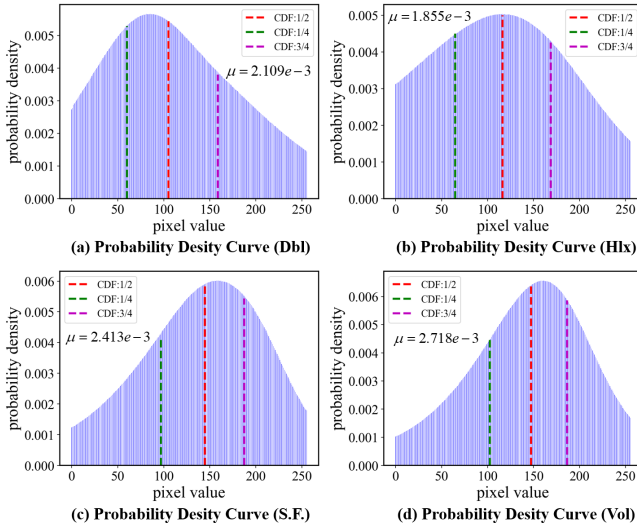 probability density
0.005
0.004
0.003
0.002
0.001
0.000
CDF:1/2
CDF:1/4
CDF:3/4
μ = 2.109e − 3
0 50 100 150 200 250
pixel value
(a) Probability Desity Curve (Dbl)
probability density
0.005
0.004
0.003
0.002
0.001
0.000
μ = 1.855e − 3
CDF:1/2
CDF:1/4
CDF:3/4
0 50 100 150 200 250
pixel value
(b) Probability Desity Curve (Hlx)
probability density
0.006
0.005
0.004
0.003
0.002
0.001
0.000
CDF:1/2
CDF:1/4
CDF:3/4
μ = 2.413e − 3
0 50 100 150 200 250
pixel value
(c) Probability Desity Curve (S.F.)
probability density
0.006
0.005
0.004
0.003
0.002
0.001
0.000
CDF:1/2
CDF:1/4
CDF:3/4
μ = 2.718e − 3
0 50 100 150 200 250
pixel value
(d) Probability Desity Curve (Vol)